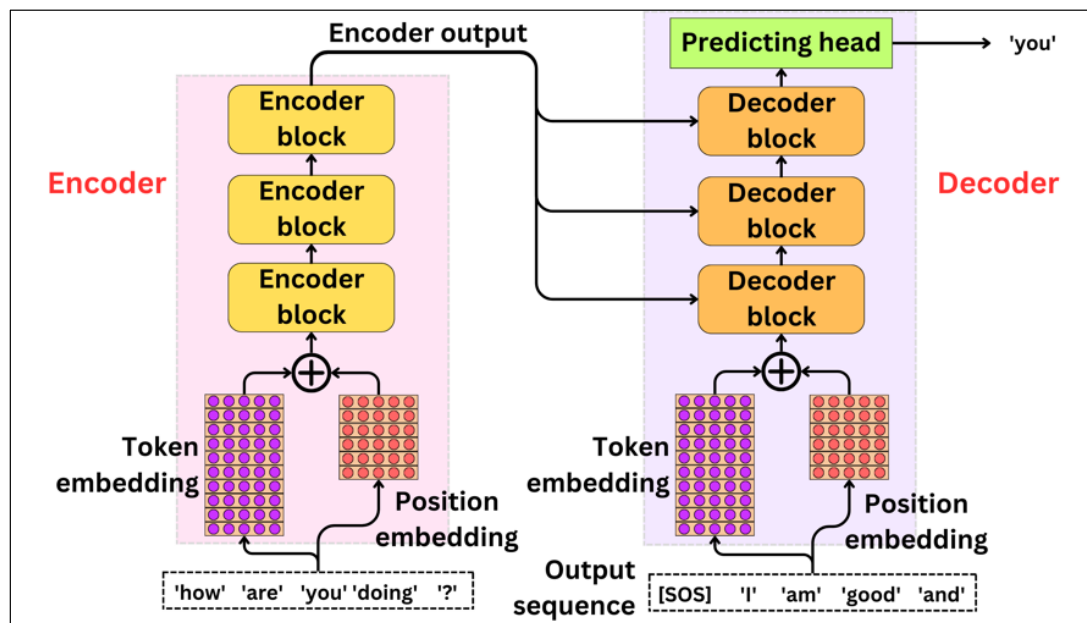 Encoder output
Predicting head
'you'
Encoder
block
Encoder
block
Encoder
block
Encoder
Decoder
block
Decoder
block
Decoder
block
Decoder
Token
embedding
Position
embedding
'how' 'are' 'you' 'doing' '?'
Token
embedding
Position
embedding
Output
sequence
[SOS] 'I' 'am' 'good' 'and'